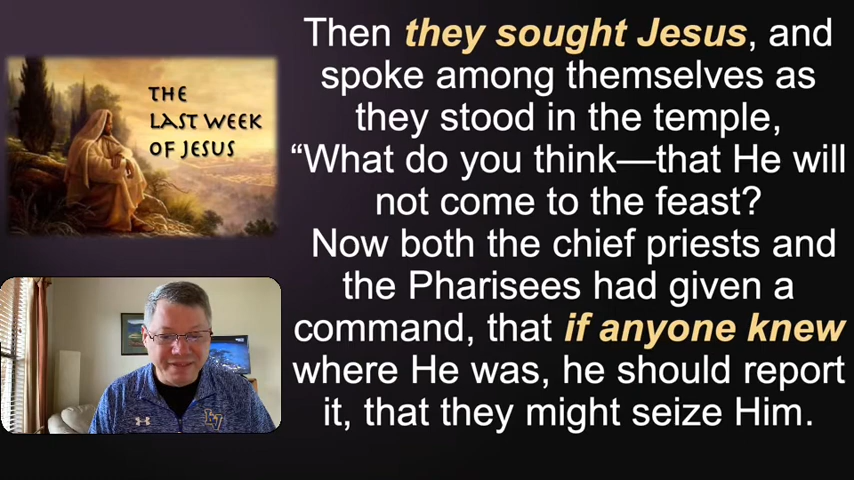 THE
LAST WEEK
OF JESUS
Then they sought Jesus, and
spoke among themselves as
they stood in the temple,
“What do you think—that He will
not come to the feast?
Now both the chief priests and
the Pharisees had given a
command, that if anyone knew
where He was, he should report
it, that they might seize Him.